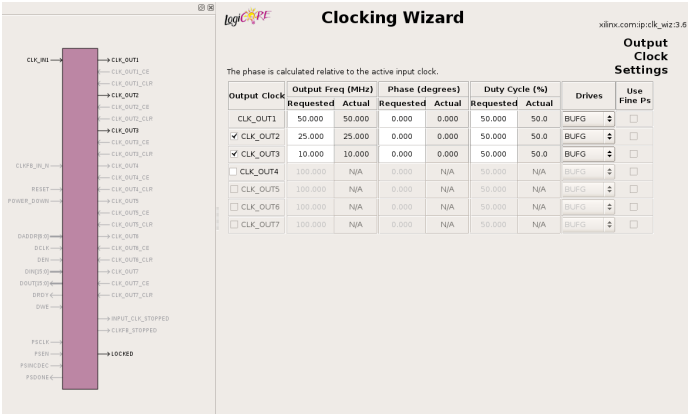 LogiCORE
Clocking Wizard
xilinx.com:ip:clk_wiz:3.6
Output
Clock
Settings
The phase is calculated relative to the active input clock.
Output Clock Output Freq (MHz) Phase (degrees) Duty Cycle (%) Drives Use Fine Ps
Requested Actual Requested Actual Requested Actual
CLK_OUT1 50.000 50.000 0.000 0.000 50.000 50.0 BUFG
CLK_OUT2 25.000 25.000 0.000 0.000 50.000 50.0 BUFG
CLK_OUT3 10.000 10.000 0.000 0.000 50.000 50.0 BUFG
CLK_OUT4 100.000 N/A 0.000 N/A 50.000 N/A BUFG
CLK_OUT5 100.000 N/A 0.000 N/A 50.000 N/A BUFG
CLK_OUT6 100.000 N/A 0.000 N/A 50.000 N/A BUFG
CLK_OUT7 100.000 N/A 0.000 N/A 50.000 N/A BUFG
CLK_IN1
CLKFB_IN_N
RESET
POWER_DOWN
DADDR[6:0]
DCLK
DEN
DIN[15:0]
DOUT[15:0]
DRDY
DWE
PSCLK
PSEN
PSINCDEC
PSDONE
CLK_OUT1
CLK_OUT1_CE
CLK_OUT1_CLR
CLK_OUT2
CLK_OUT2_CE
CLK_OUT2_CLR
CLK_OUT3
CLK_OUT3_CE
CLK_OUT3_CLR
CLK_OUT4
CLK_OUT4_CE
CLK_OUT4_CLR
CLK_OUT5
CLK_OUT5_CE
CLK_OUT5_CLR
CLK_OUT6
CLK_OUT6_CE
CLK_OUT6_CLR
CLK_OUT7
CLK_OUT7_CE
CLK_OUT7_CLR
INPUT_CLK_STOPPED
CLKFB_STOPPED
LOCKED